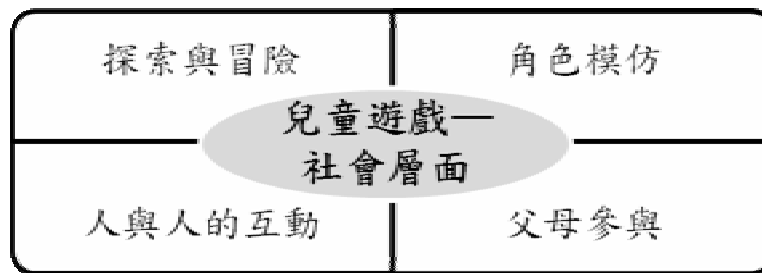 探索與冒險
角色模仿
兒童遊戲—
社會層面
人與人的互動
父母參與